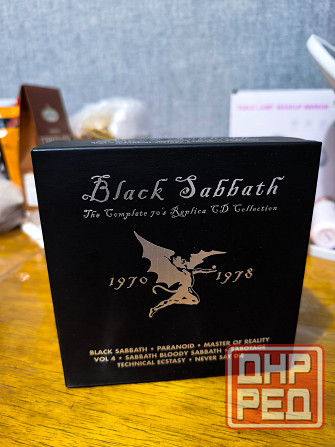 Black Sabbath
The Complete 70's Replica CD Collection
1970 1978
BLACK SABBATH • PARANOID • MASTER OF REALITY
VOL 4 • SABBATH BLOODY SABBATH • SABOTAGE
TECHNICAL ECSTASY • NEVER SAY DIE
ДНР
РЕД